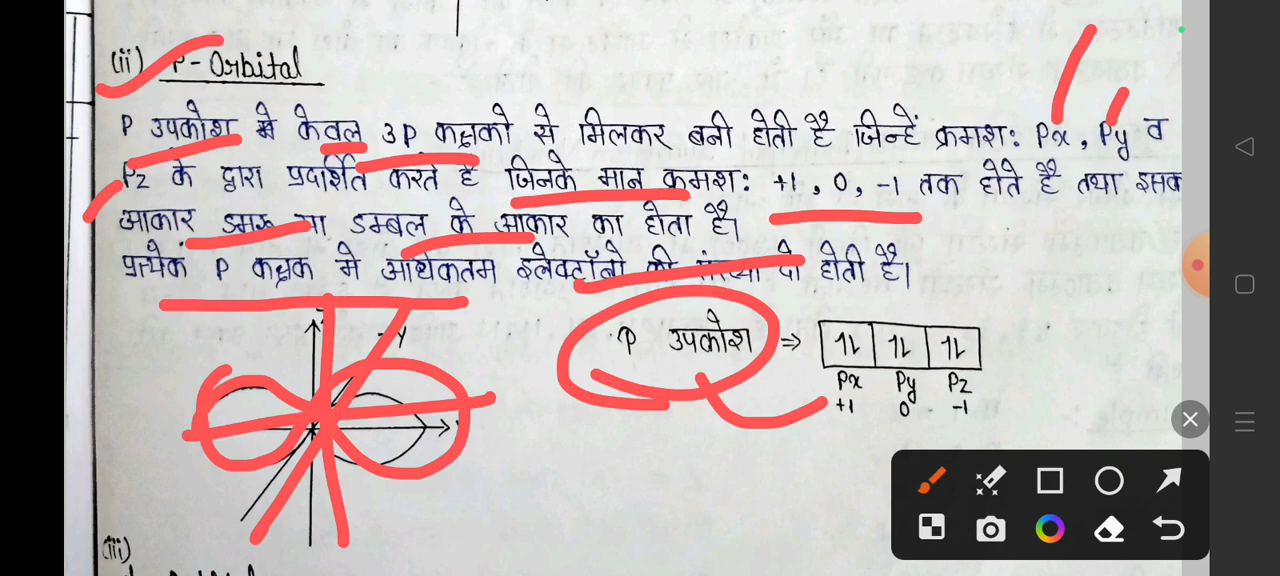 (ii) P-Orbital
P उपकोश मे केवल 3P कक्षको से मिलकर बनी होती है जिन्हें क्रमश: Px, Py व
Pz के द्वारा प्रदर्शित करते है जिनके मान क्रमश: +1, 0, -1 तक होते है तथा इसक
आकार डमरू या डम्बल के आकार का होता है।
प्रत्येक P कक्षक मे अधिकतम इलेक्ट्रॉनो की संख्या दो होती है।
Y
P उपकोश ⇒ ↿⇂ ↿⇂ ↿⇂
Px Py Pz
+1 0 -1
(iii)